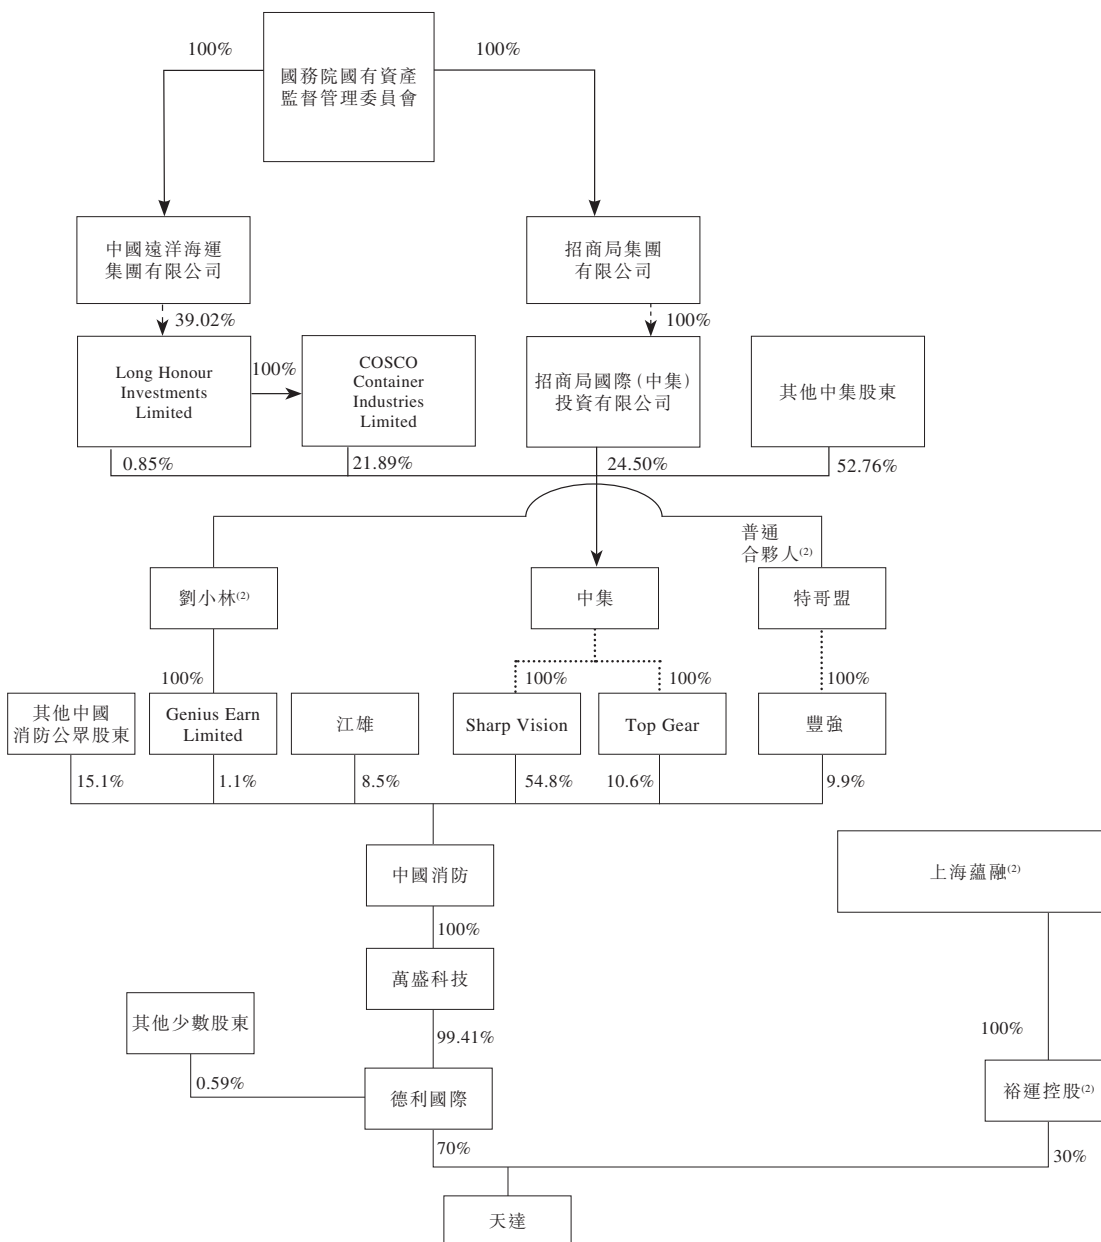 100%
100%
國務院國有資產
監督管理委員會
中國遠洋海運
集團有限公司
招商局集團
有限公司
39.02%
100%
Long Honour
Investments
Limited
100%
COSCO
Container
Industries
Limited
招商局國際(中集)
投資有限公司
其他中集股東
0.85%
21.89%
24.50%
52.76%
普通
合夥人(2)
劉小林(2)
中集
特哥盟
100%
100%
100%
100%
其他中國
消防公眾股東
Genius Earn
Limited
江雄
Sharp Vision
Top Gear
豐強
15.1%
1.1%
8.5%
54.8%
10.6%
9.9%
中國消防
上海蘊融(2)
100%
萬盛科技
其他少數股東
99.41%
100%
0.59%
德利國際
裕運控股(2)
70%
30%
天達